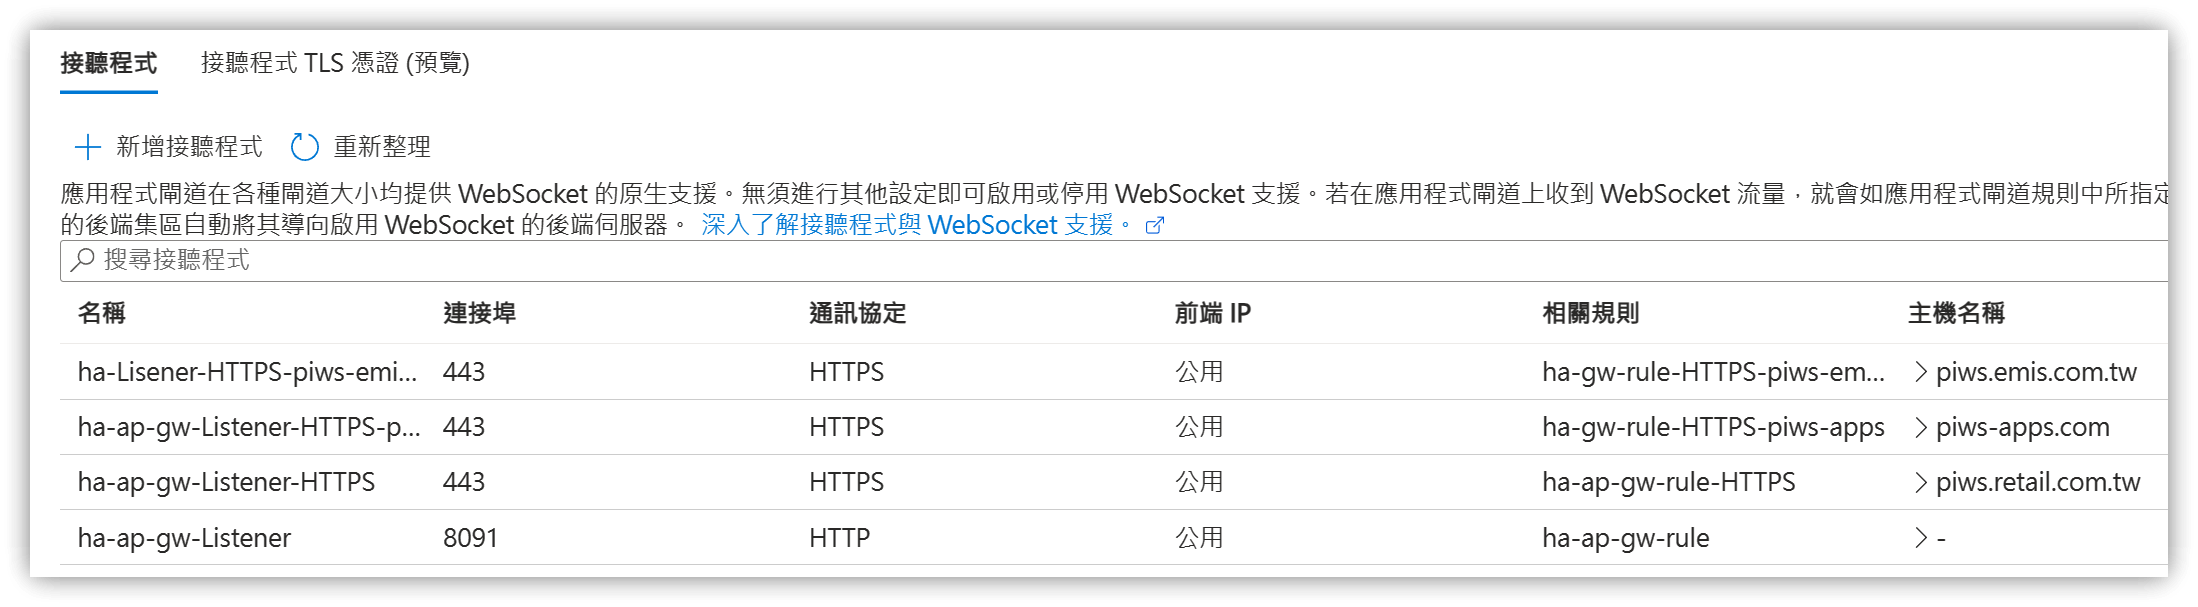 接聽程式 接聽程式 TLS 憑證 (預覽)
新增接聽程式 重新整理
應用程式閘道在各種閘道大小均提供 WebSocket 的原生支援。無須進行其他設定即可啟用或停用 WebSocket 支援。若在應用程式閘道上收到 WebSocket 流量，就會如應用程式閘道規則中所指定
的後端集區自動將其導向啟用 WebSocket 的後端伺服器。 深入了解接聽程式與 WebSocket 支援。
搜尋接聽程式
名稱 連接埠 通訊協定 前端 IP 相關規則 主機名稱
ha-Lisener-HTTPS-piws-emi... 443 HTTPS 公用 ha-gw-rule-HTTPS-piws-em... > piws.emis.com.tw
ha-ap-gw-Listener-HTTPS-p... 443 HTTPS 公用 ha-gw-rule-HTTPS-piws-apps > piws-apps.com
ha-ap-gw-Listener-HTTPS 443 HTTPS 公用 ha-ap-gw-rule-HTTPS > piws.retail.com.tw
ha-ap-gw-Listener 8091 HTTP 公用 ha-ap-gw-rule > -